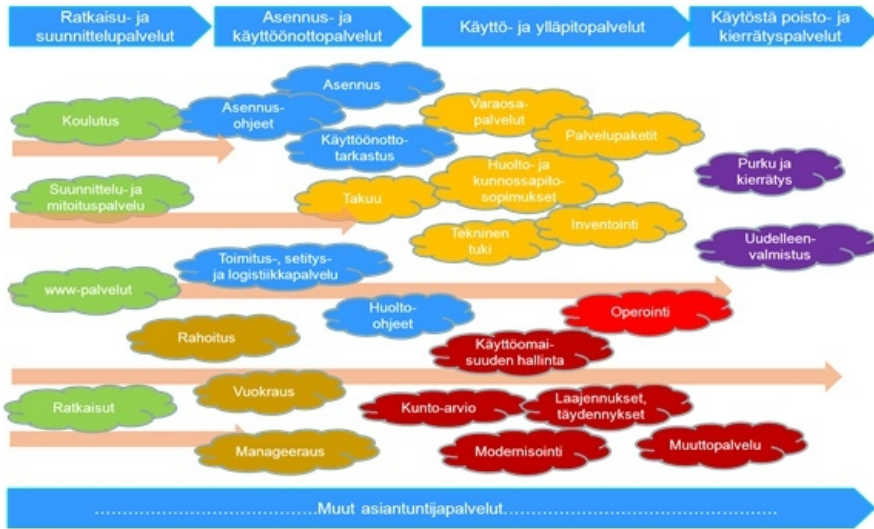 Ratkaisu- ja
suunnittelupalvelut
Asennus- ja
käyttöönottopalvelut
Käyttö- ja ylläpitopalvelut
Käytöstä poisto- ja
kierrätyspalvelut
Asennus
Asennus-
ohjeet
Koulutus
Varaosa-
palvelut
Palvelupaketit
Käyttöönotto-
tarkastus
Huolto- ja
kunnossapito-
sopimukset
Purku ja
kierrätys
Suunnittelu- ja
mitoituspalvelu
Takuu
Inventointi
Tekninen
tuki
Uudelleen-
valmistus
Toimitus-, setitys-
ja logistiikkapalvelu
www-palvelut
Huolto-
ohjeet
Operointi
Rahoitus
Käyttöomai-
suuden hallinta
Vuokraus
Ratkaisut
Kunto-arvio
Laajennukset,
täydennykset
Manageeraus
Modernisointi
Muuttopalvelu
……………………………Muut asiantuntijapalvelut…………………………………